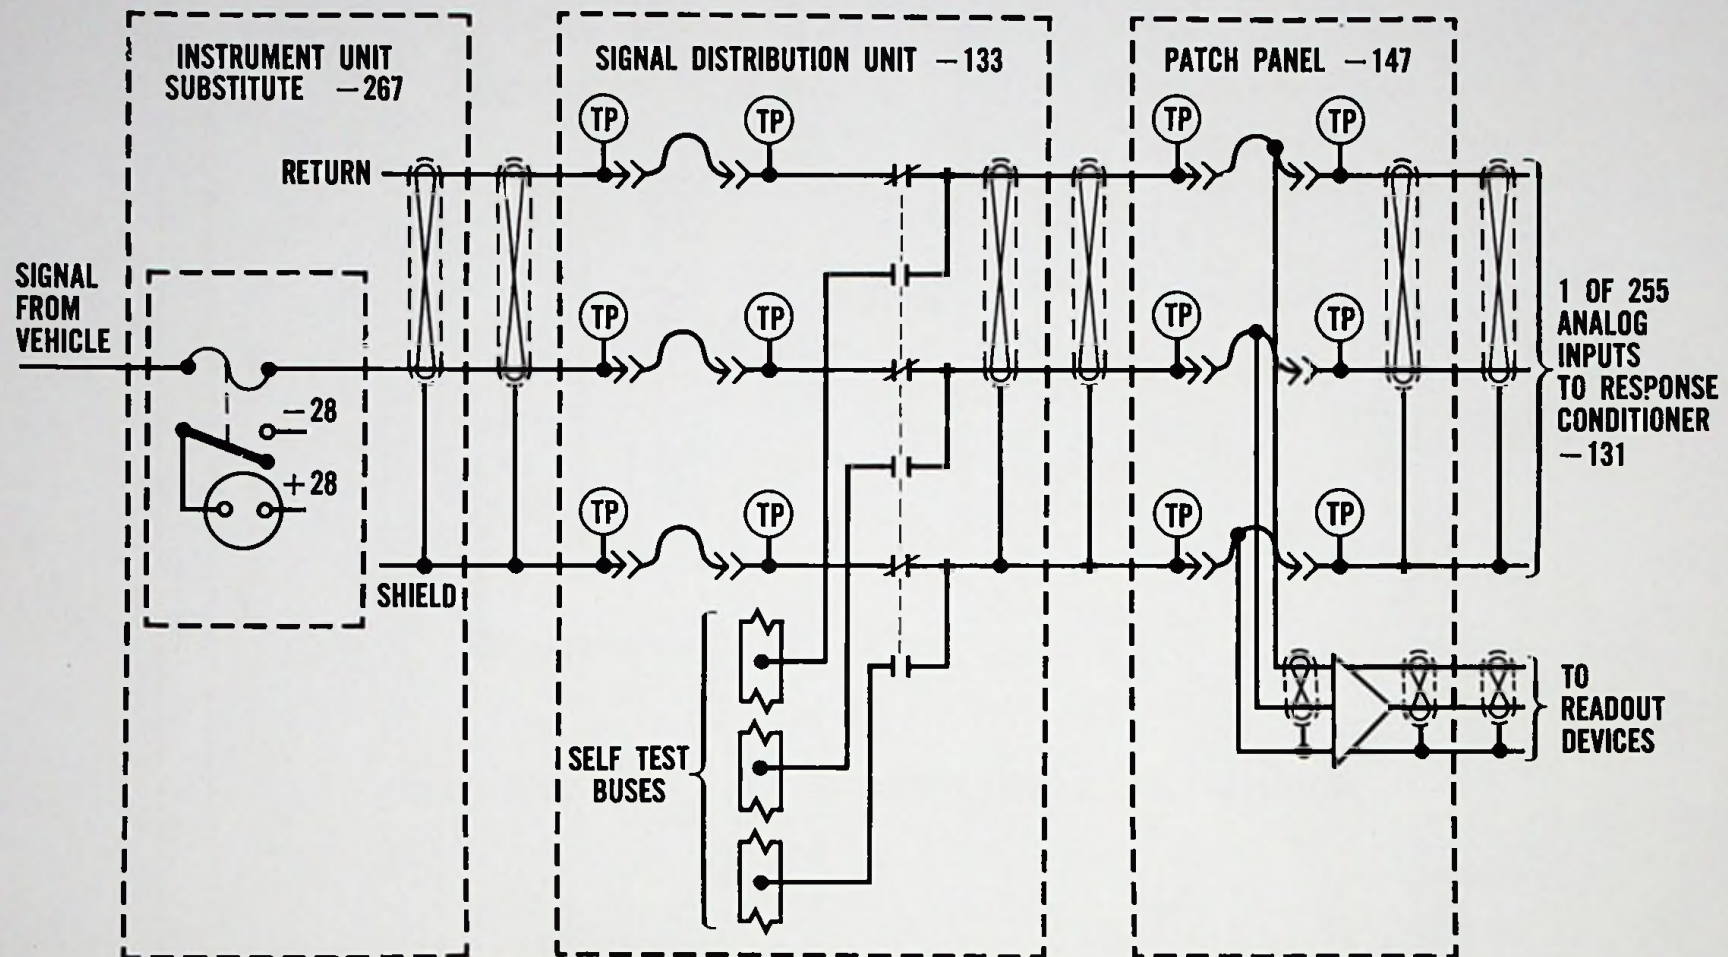 INSTRUMENT UNIT
SUBSTITUTE -267
SIGNAL DISTRIBUTION UNIT -133
PATCH PANEL -147
TP
TP
TP
TP
RETURN
SIGNAL
FROM
VEHICLE
TP
TP
TP
TP
1 OF 255
ANALOG
INPUTS
TO RESPONSE
CONDITIONER
-131
-28
+28
TP
TP
TP
TP
SHIELD
SELF TEST
BUSES
TO
READOUT
DEVICES